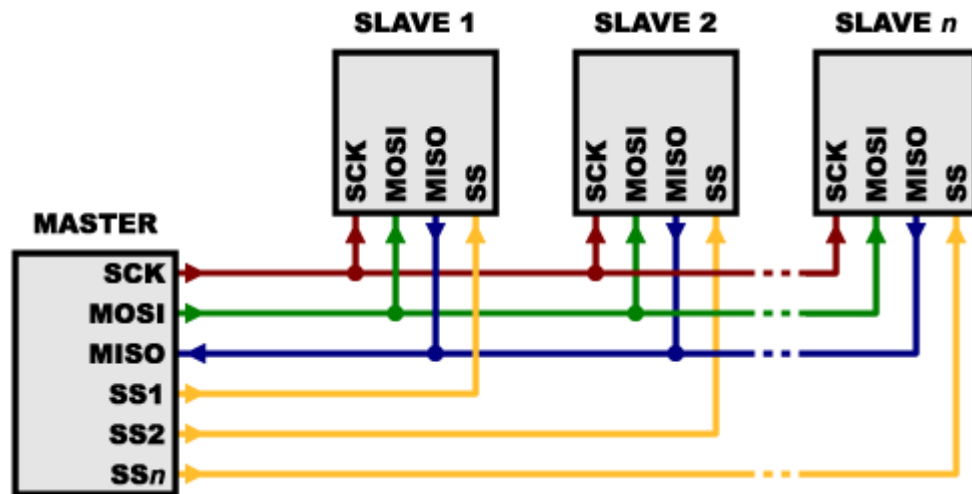 SLAVE 1
SLAVE 2
SLAVE n
SCK
MOSI
MISO
SS
SCK
MOSI
MISO
SS
SCK
MOSI
MISO
SS
MASTER
SCK
MOSI
MISO
SS1
SS2
SSn